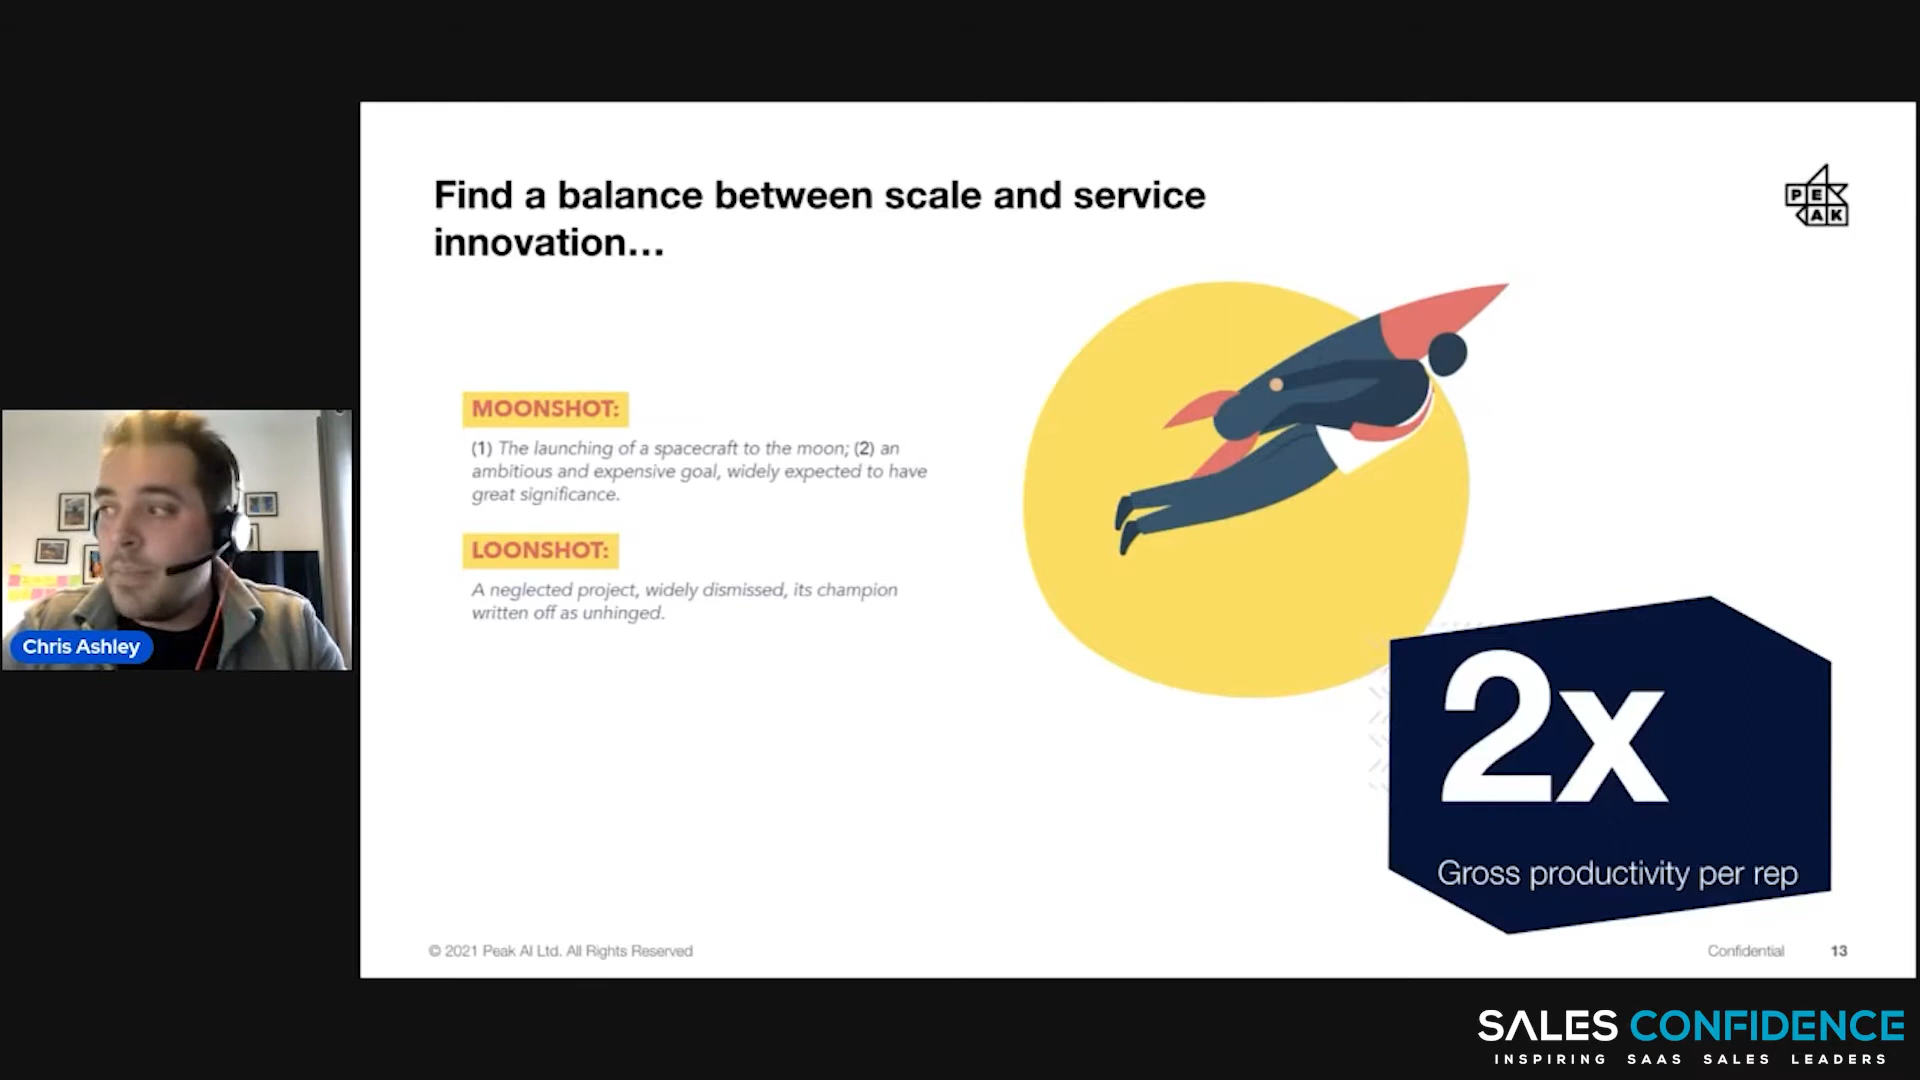 Find a balance between scale and service
innovation...
PE
AK
MOONSHOT:
(1) The launching of a spacecraft to the moon; (2) an
ambitious and expensive goal, widely expected to have
great significance.
LOONSHOT:
A neglected project, widely dismissed, its champion
written off as unhinged.
Chris Ashley
2x
Gross productivity per rep
© 2021 Peak AI Ltd. All Rights Reserved
Confidential
13
SALES CONFIDENCE
INSPIRING SAAS SALES LEADERS